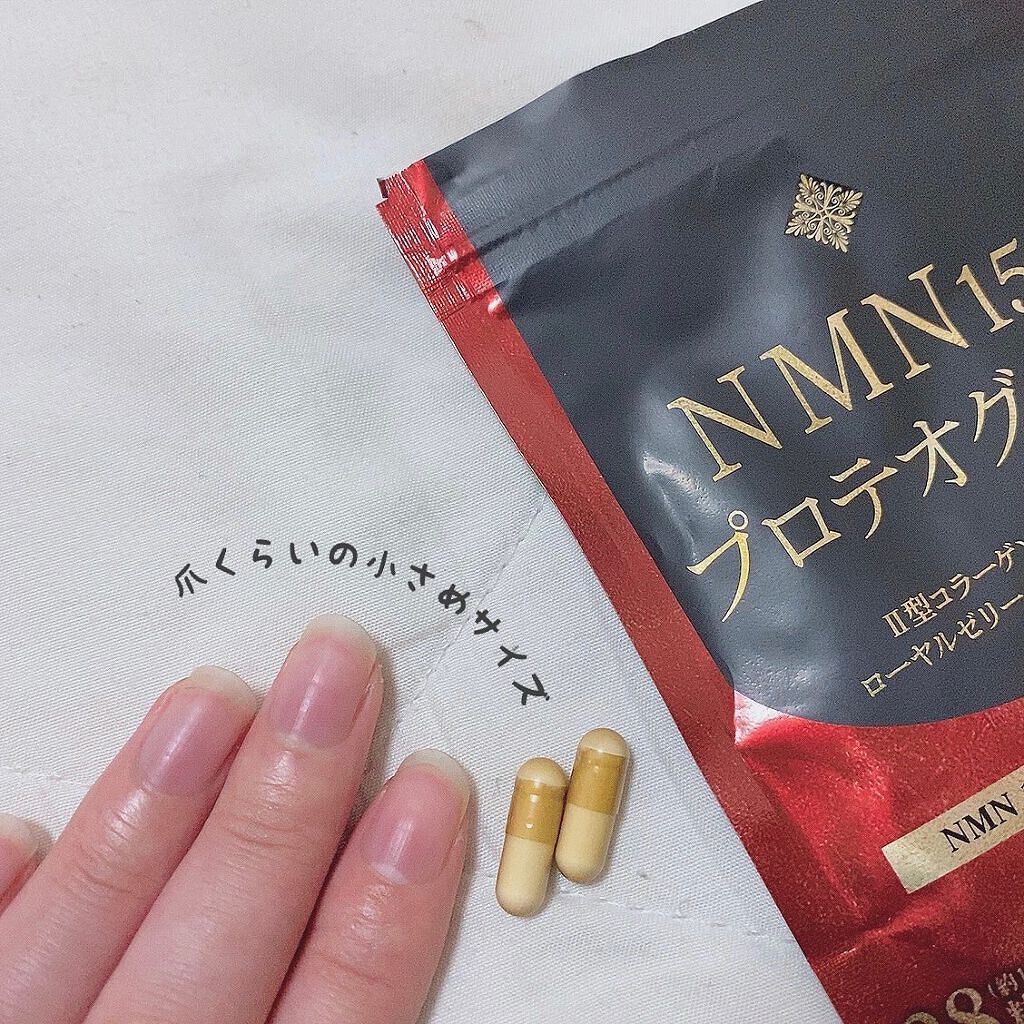 爪くらいの小さめサイズ
NMN15
プロテオグ
II型コラーゲン
ローヤルゼリー
NMN